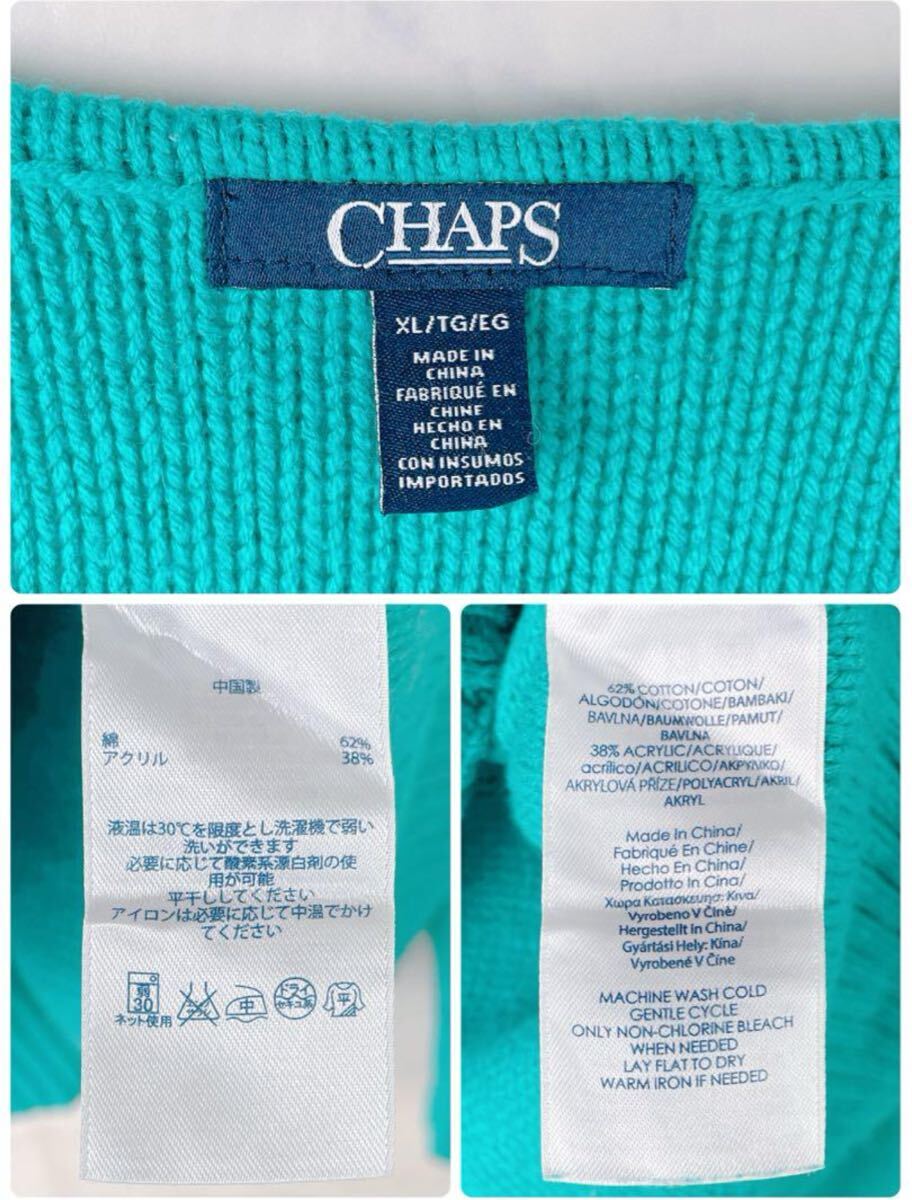 CHAPS
XL/TG/EG
MADE IN
CHINA
FABRIQUÉ EN
CHINE
HECHO EN
CHINA
CON INSUMOS
IMPORTADOS
中国製
綿 62%
アクリル 38%
液温は30℃を限度とし洗濯機で弱い
洗いができます
必要に応じて酸素系漂白剤の使
用が可能
平干ししてください
アイロンは必要に応じて中温でかけ
てください
弱
30
ネット使用
中
ドライ
セキユ系
平
62% COTTON/COTON/
ALGODÓN/COTONE/BAMBAKI/
BAVLNA/BAUMWOLLE/PAMUT/
BAVLNA
38% ACRYLIC/ACRYLIQUE/
acrílico/ACRILICO/ΑΚΡΥΛΙΚΟ/
AKRYLOVÁ PŘÍZE/POLYACRYL/AKRIL/
AKRYL
Made In China/
Fabriqué En Chine/
Hecho En China/
Prodotto In Cina/
Χωρα Κατασκευησ: Κινα/
Vyrobeno V Číně/
Hergestellt In China/
Gyártási Hely: Kína/
Vyrobené V Číne
MACHINE WASH COLD
GENTLE CYCLE
ONLY NON-CHLORINE BLEACH
WHEN NEEDED
LAY FLAT TO DRY
WARM IRON IF NEEDED